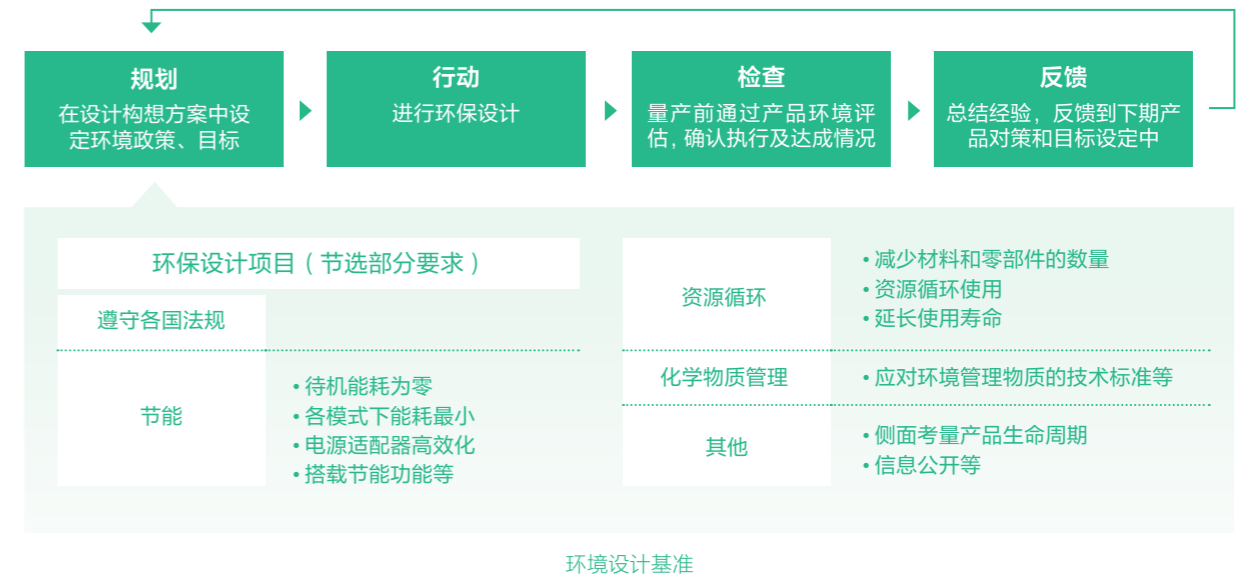 规划
在设计构想方案中设
定环境政策、目标
行动
进行环保设计
检查
量产前通过产品环境评
估，确认执行及达成情况
反馈
总结经验，反馈到下期产
品对策和目标设定中
环保设计项目（节选部分要求）
遵守各国法规
节能
•待机能耗为零
•各模式下能耗最小
•电源适配器高效化
•搭载节能功能等
资源循环
•减少材料和零部件的数量
•资源循环使用
•延长使用寿命
化学物质管理
•应对环境管理物质的技术标准等
其他
•侧面考量产品生命周期
•信息公开等
环境设计基准